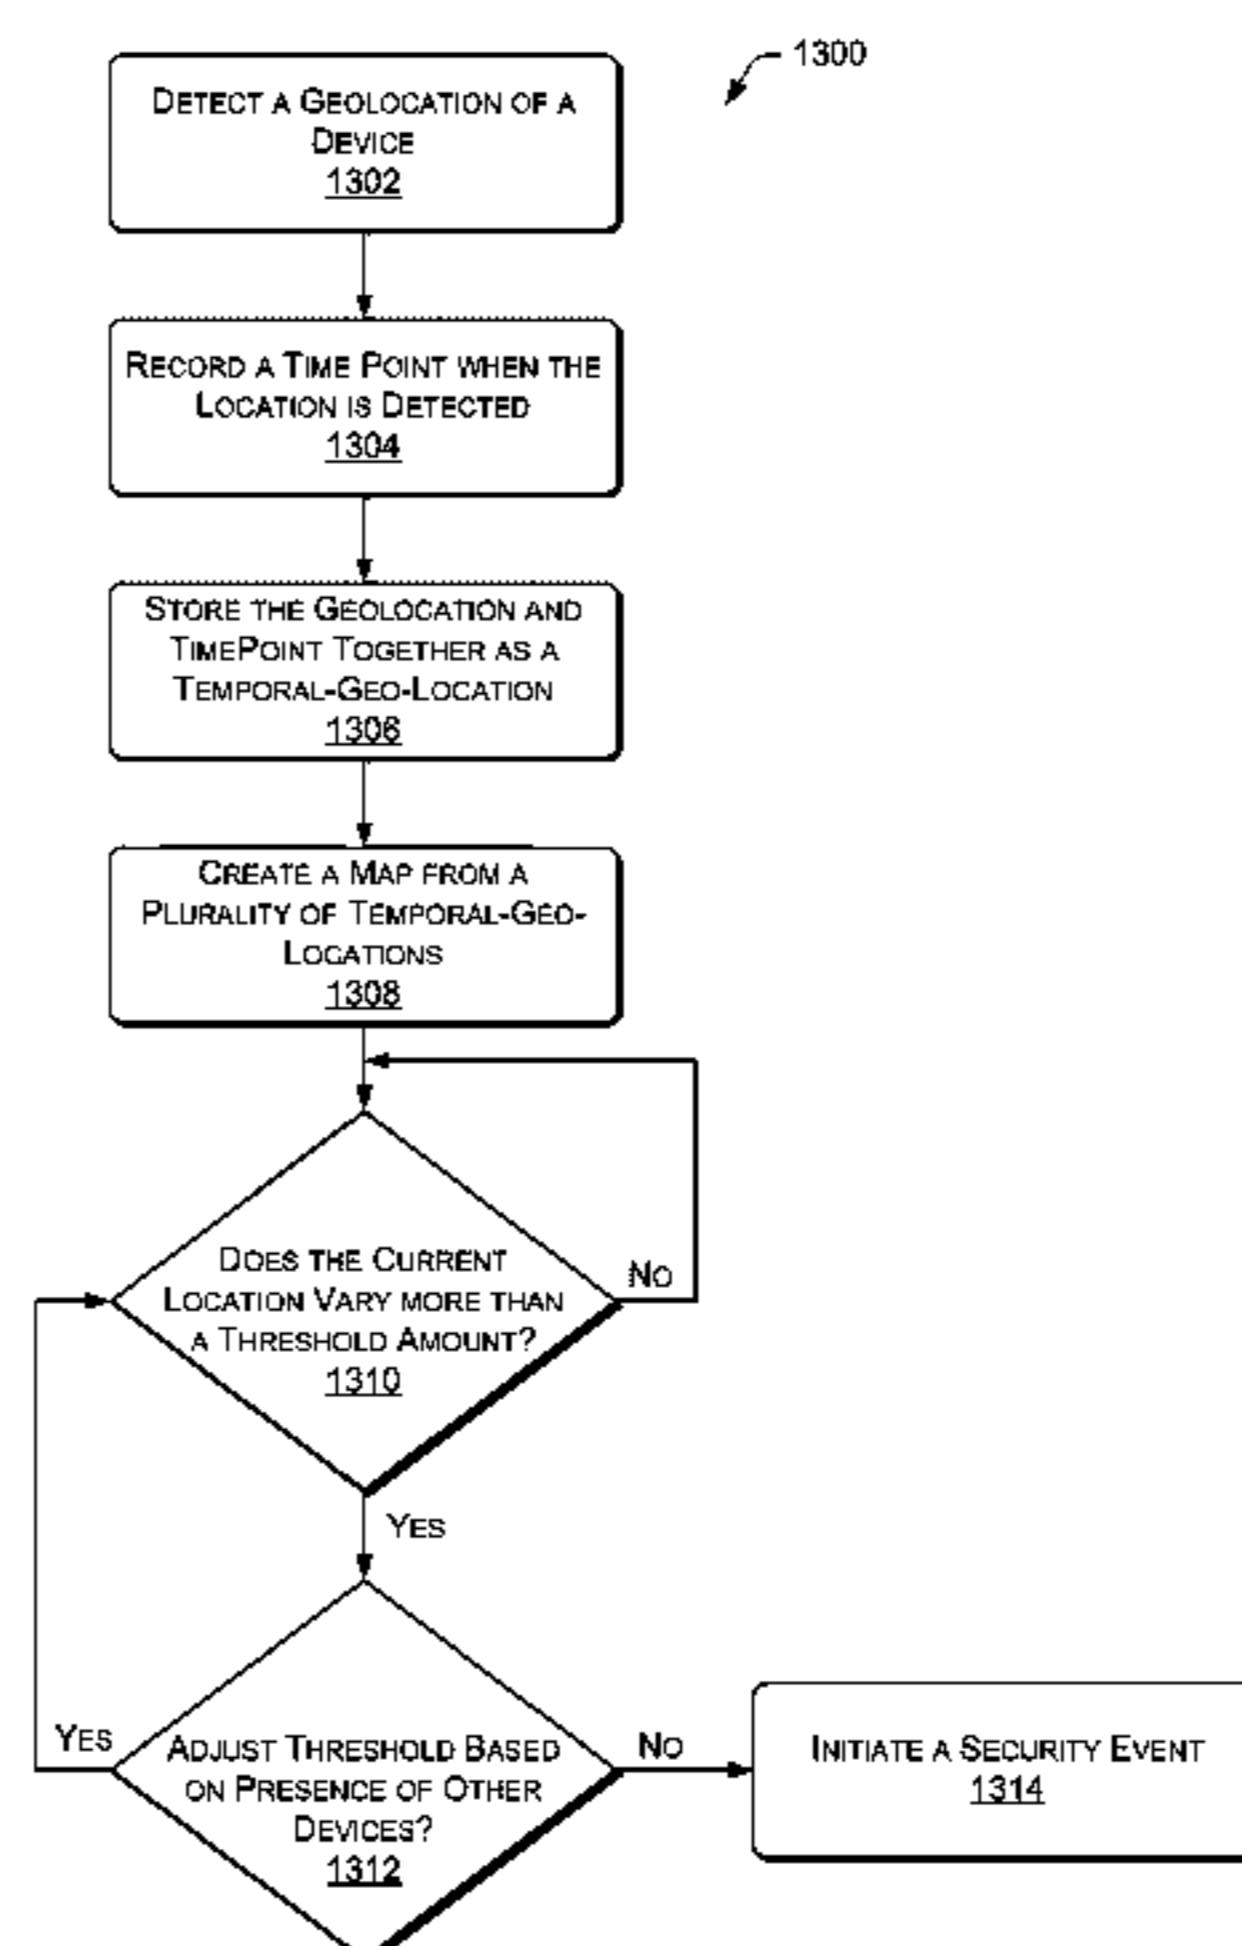 1300
DETECT A GEOLOCATION OF A
DEVICE
1302
RECORD A TIME POINT WHEN THE
LOCATION IS DETECTED
1304
STORE THE GEOLOCATION AND
TIMEPOINT TOGETHER AS A
TEMPORAL-GEO-LOCATION
1306
CREATE A MAP FROM A
PLURALITY OF TEMPORAL-GEO-
LOCATIONS
1308
DOES THE CURRENT
LOCATION VARY MORE THAN
A THRESHOLD AMOUNT?
1310
NO
YES
YES
ADJUST THRESHOLD BASED
ON PRESENCE OF OTHER
DEVICES?
1312
NO
INITIATE A SECURITY EVENT
1314